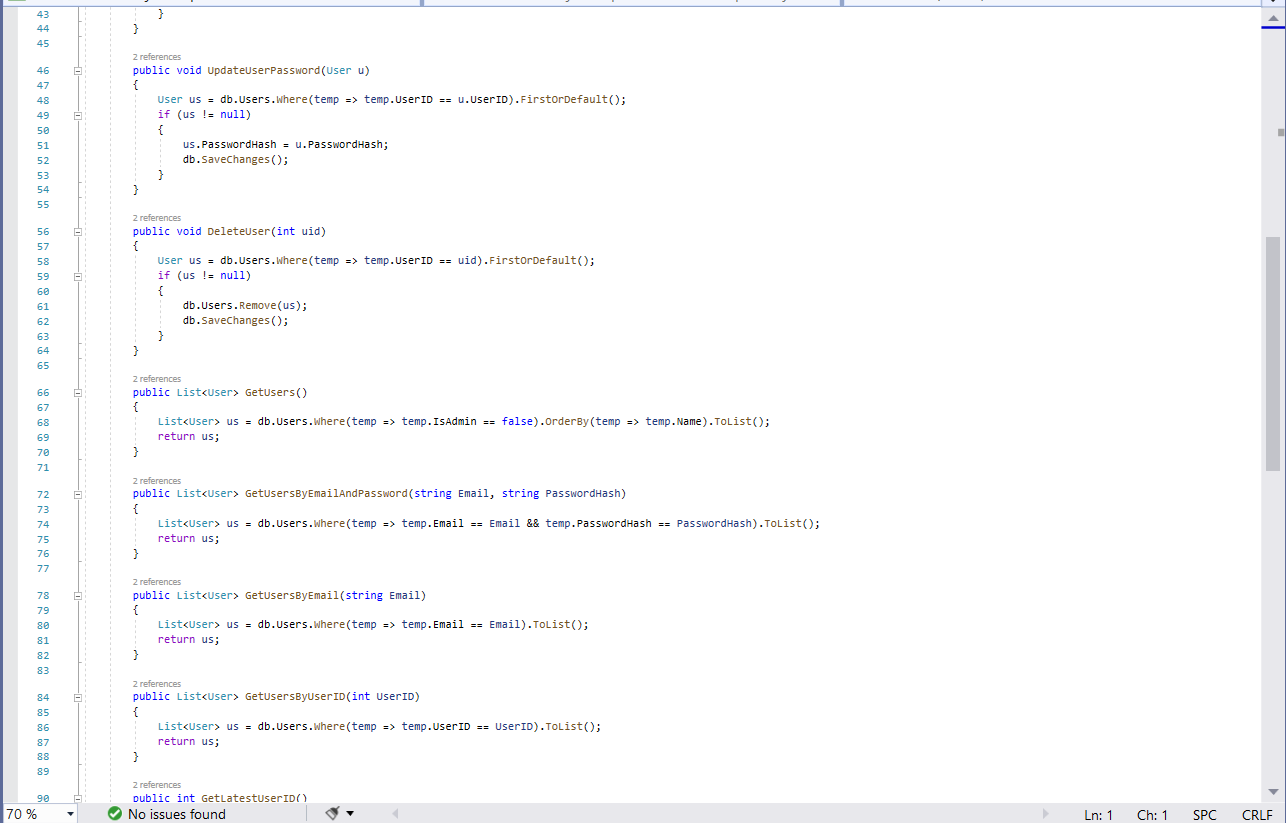 43 }
44 }
45
2 references
46 public void UpdateUserPassword(User u)
47 {
48 User us = db.Users.Where(temp => temp.UserID == u.UserID).FirstOrDefault();
49 if (us != null)
50 {
51 us.PasswordHash = u.PasswordHash;
52 db.SaveChanges();
53 }
54 }
55
2 references
56 public void DeleteUser(int uid)
57 {
58 User us = db.Users.Where(temp => temp.UserID == uid).FirstOrDefault();
59 if (us != null)
60 {
61 db.Users.Remove(us);
62 db.SaveChanges();
63 }
64 }
65
2 references
66 public List<User> GetUsers()
67 {
68 List<User> us = db.Users.Where(temp => temp.IsAdmin == false).OrderBy(temp => temp.Name).ToList();
69 return us;
70 }
71
2 references
72 public List<User> GetUsersByEmailAndPassword(string Email, string PasswordHash)
73 {
74 List<User> us = db.Users.Where(temp => temp.Email == Email && temp.PasswordHash == PasswordHash).ToList();
75 return us;
76 }
77
2 references
78 public List<User> GetUsersByEmail(string Email)
79 {
80 List<User> us = db.Users.Where(temp => temp.Email == Email).ToList();
81 return us;
82 }
83
2 references
84 public List<User> GetUsersByUserID(int UserID)
85 {
86 List<User> us = db.Users.Where(temp => temp.UserID == UserID).ToList();
87 return us;
88 }
89
2 references
90 public int GetLatestUserID()
70 % No issues found Ln: 1 Ch: 1 SPC CRLF